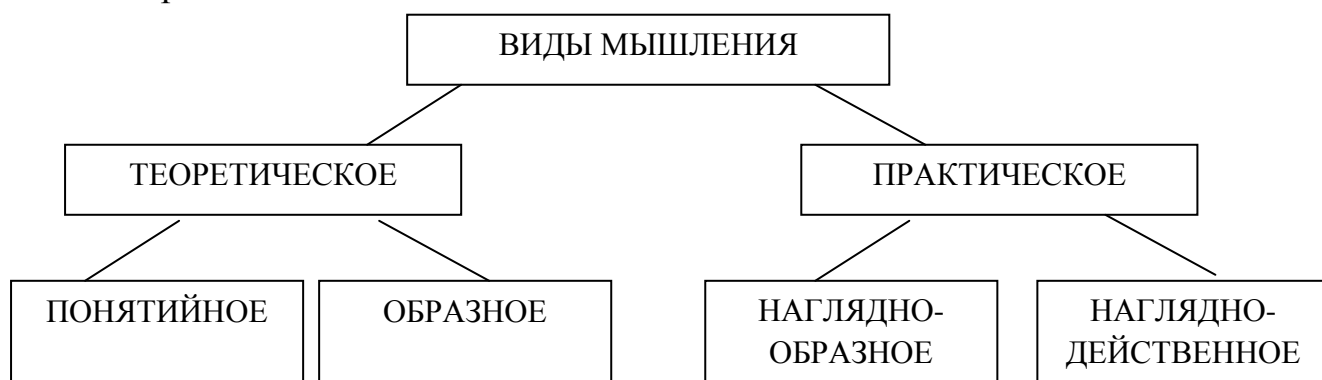 ВИДЫ МЫШЛЕНИЯ
ТЕОРЕТИЧЕСКОЕ
ПРАКТИЧЕСКОЕ
ПОНЯТИЙНОЕ
ОБРАЗНОЕ
НАГЛЯДНО-
ОБРАЗНОЕ
НАГЛЯДНО-
ДЕЙСТВЕННОЕ